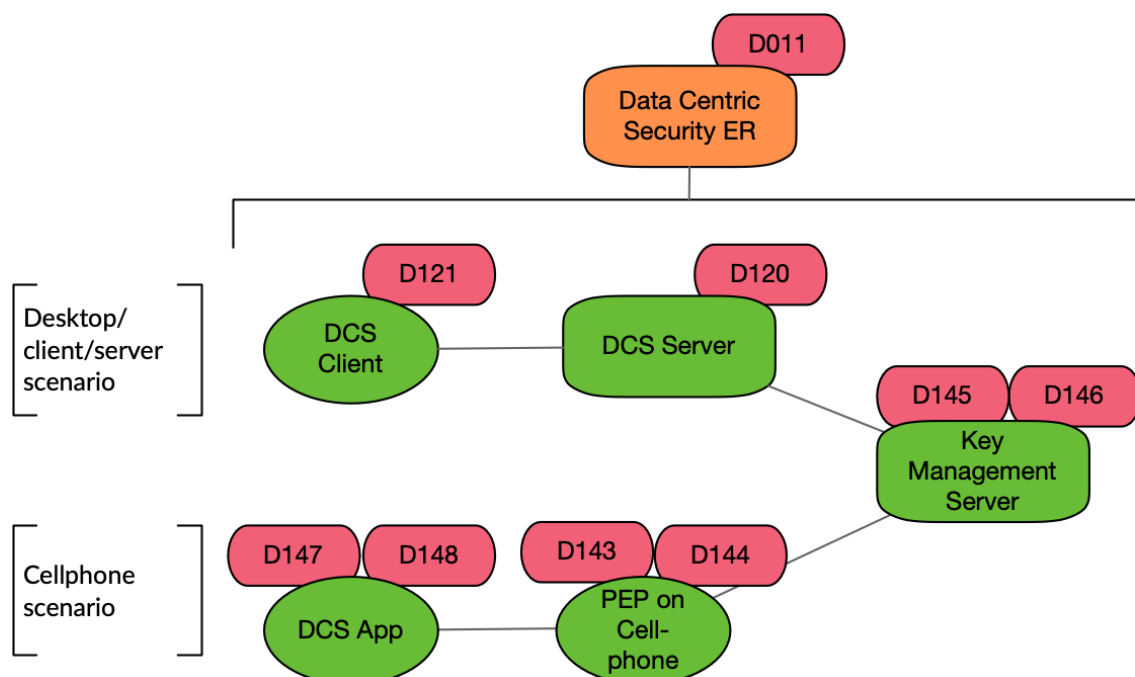 D011
Data Centric
Security ER
D121
D120
Desktop/
client/server
scenario
DCS
Client
DCS Server
D145
D146
Key
Management
Server
Cellphone
scenario
D147
D148
D143
D144
DCS App
PEP on
Cell-
phone